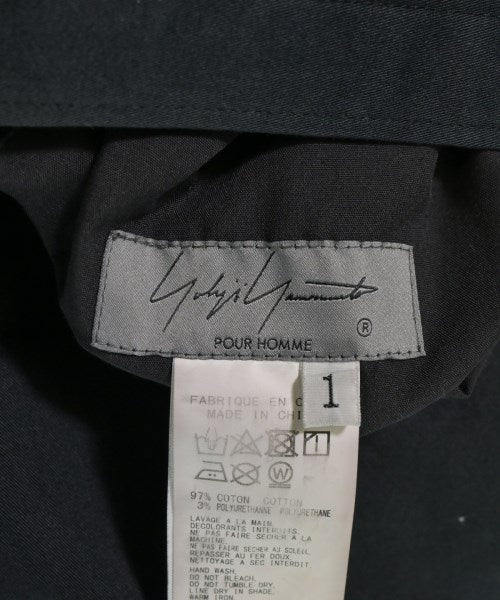 Yohji Yamamoto
®
POUR HOMME
1
FABRIQUE EN
MADE IN
W
97% COTON COTTON
3% POLYURETHANNE POLYURETHANE
LAVAGE A LA MAIN.
DECOLORANTS INTERDITS.
NE PAS FAIRE SECHER A LA
MACHINE.
NE PAS FAIRE SECHER AU SOLEIL.
REPASSER AU FER DOUX.
NETTOYAGE A SEC INTERDIT.
HAND WASH.
DO NOT BLEACH.
DO NOT TUMBLE-DRY.
LINE DRY IN SHADE.
WARM IRON.